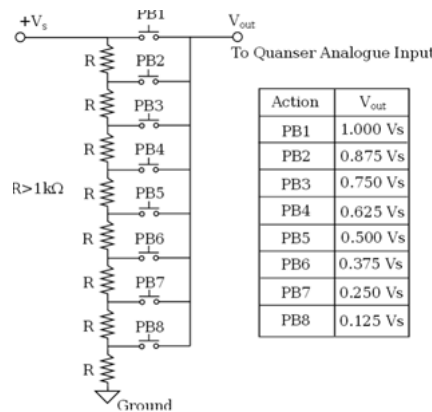 PB1
+Vs
Vout
To Quanser Analogue Input
R
PB2
R
PB3
R
PB4
R>1kΩ
R
PB5
R
PB6
R
PB7
R
PB8
R
Ground
Action Vout
PB1 1.000 Vs
PB2 0.875 Vs
PB3 0.750 Vs
PB4 0.625 Vs
PB5 0.500 Vs
PB6 0.375 Vs
PB7 0.250 Vs
PB8 0.125 Vs